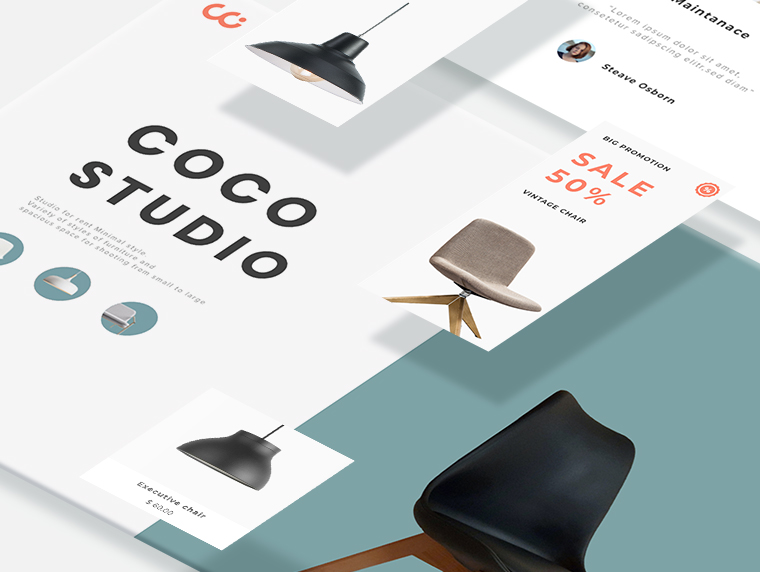 Maintanace
"Lorem ipsum dolor sit amet,
consetetur sadipscing elitr,sed diam"
Steave Osborn
BIG PROMOTION
SALE
50%
VINTAGE CHAIR
COCO
STUDIO
Studio for rent Minimal style.
Variety of styles of furniture and
spacious space for shooting from small to large
Executive chair
$ 60.00